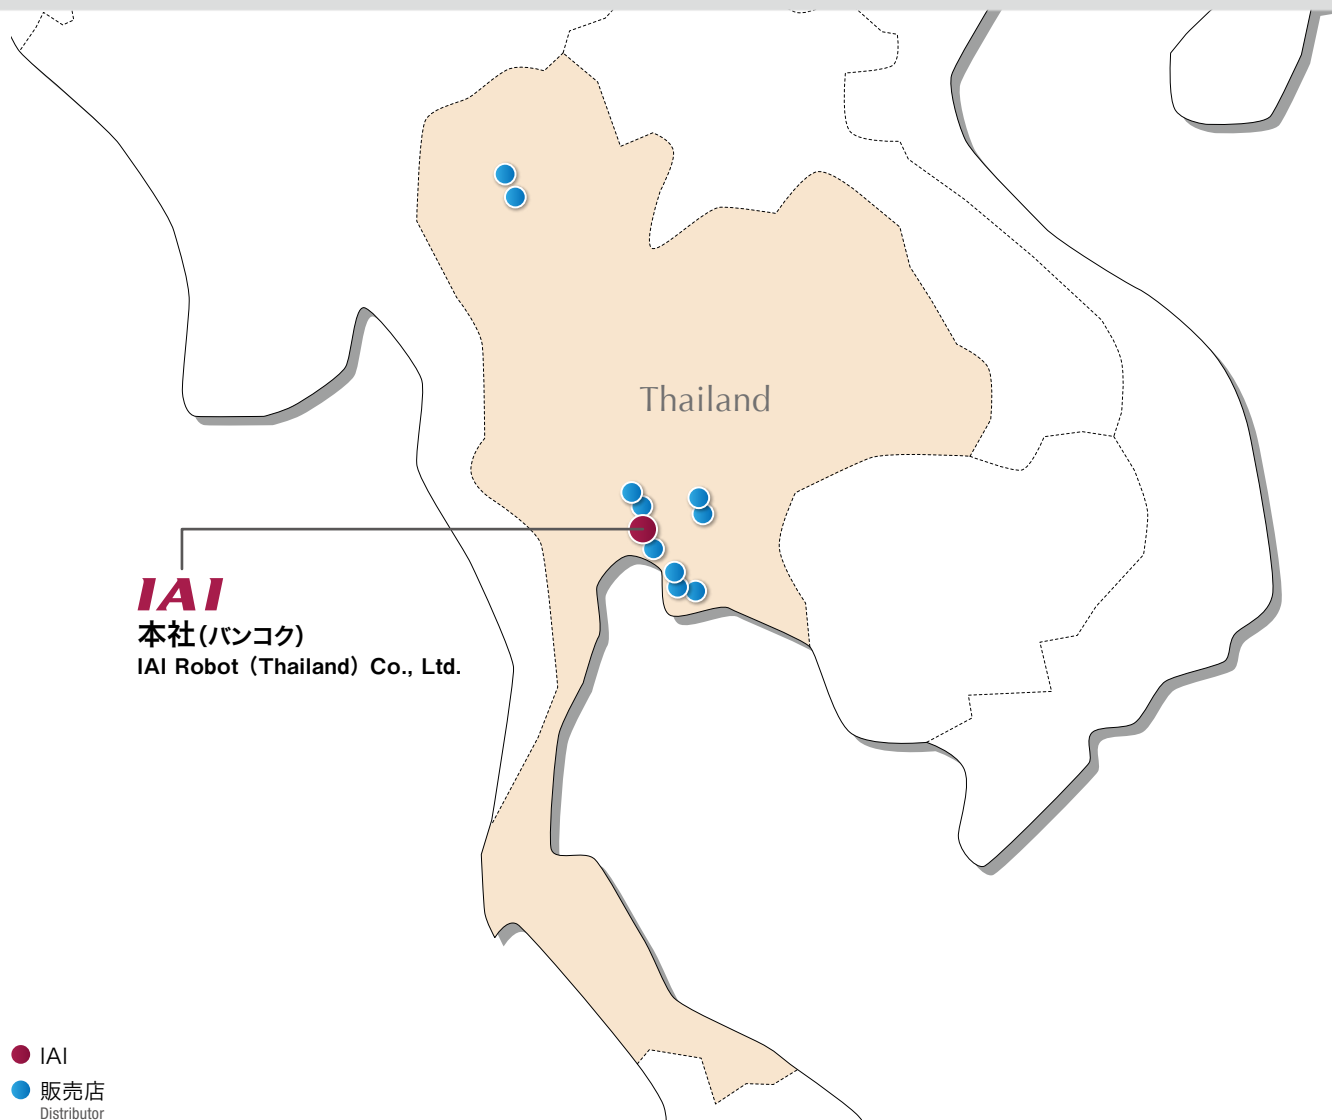 Thailand
IAI
本社(バンコク)
IAI Robot (Thailand) Co., Ltd.
IAI
販売店
Distributor